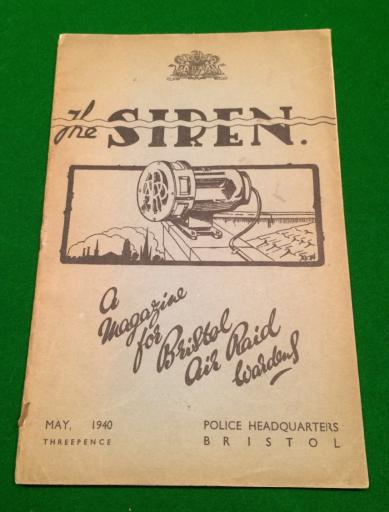 The SIREN.
A
Magazine
for
Bristol
Air Raid
Wardens
MAY, 1940
THREEPENCE
POLICE HEADQUARTERS
BRISTOL